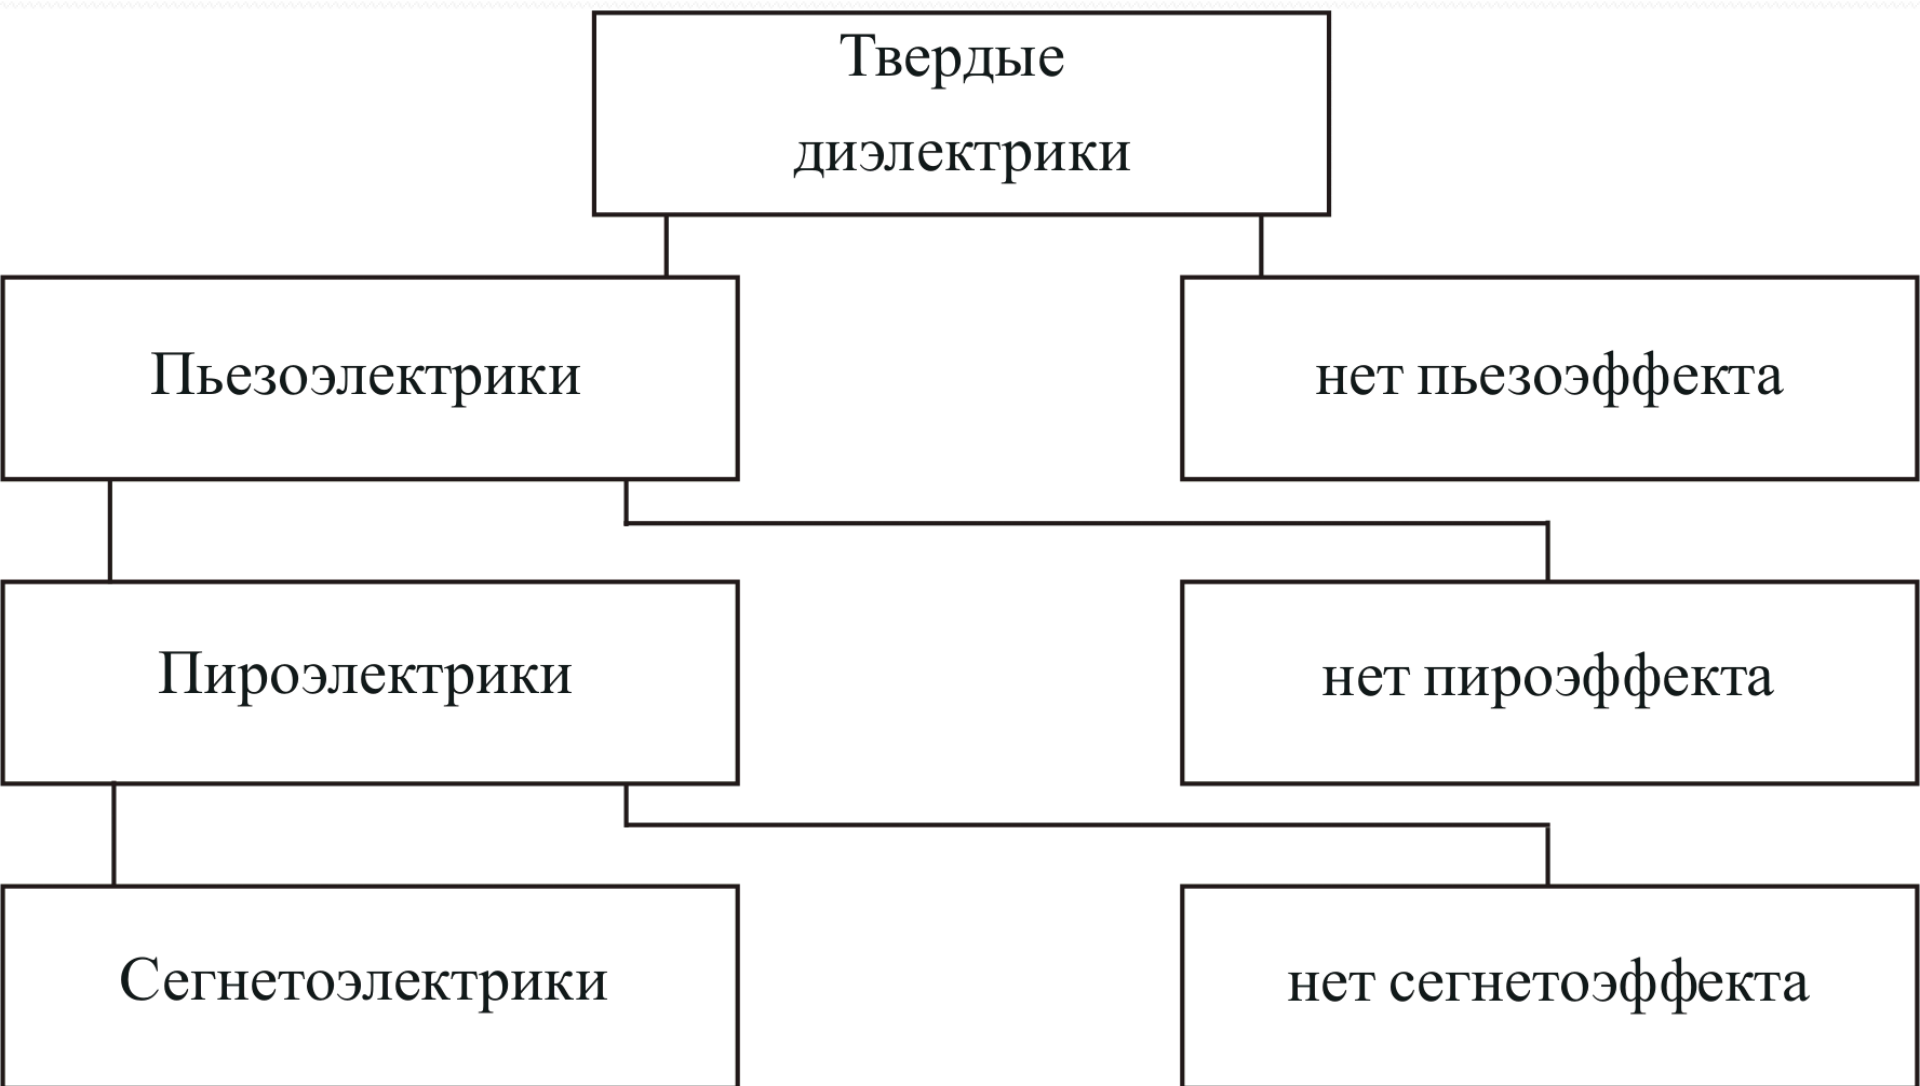 Твердые
диэлектрики
Пьезоэлектрики
нет пьезоэффекта
Пироэлектрики
нет пироэффекта
Сегнетоэлектрики
нет сегнетоэффекта